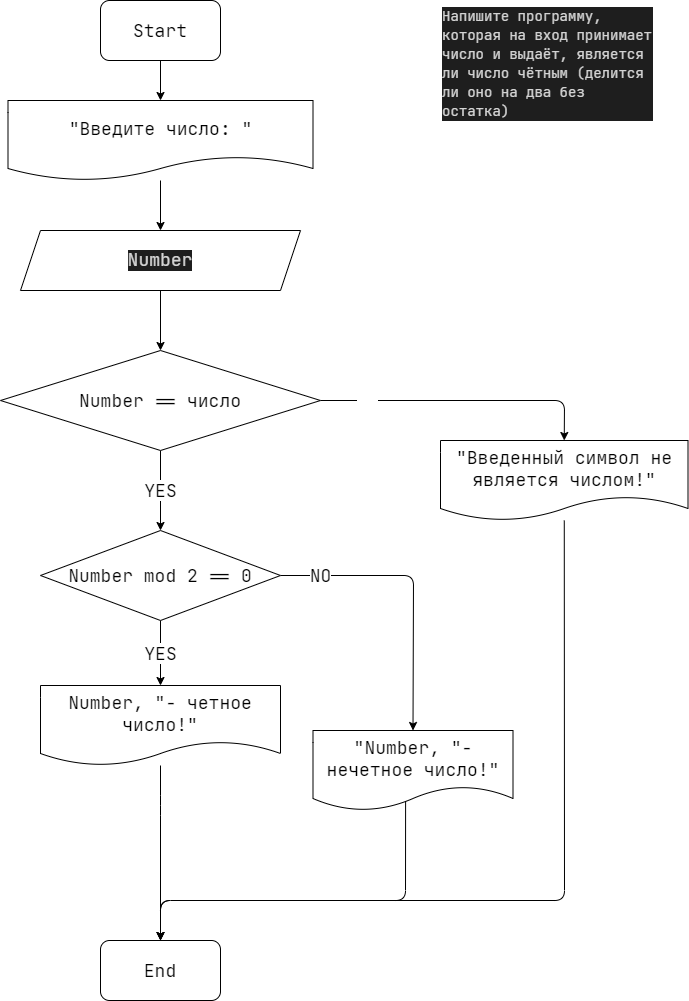 Start
Напишите программу,
которая на вход принимает
число и выдаёт, является
ли число чётным (делится
ли оно на два без
остатка)
"Введите число: "
Number
Number == число
"Введенный символ не
является числом!"
YES
Number mod 2 == 0
NO
YES
Number, "- четное
число!"
"Number, "-
нечетное число!"
End